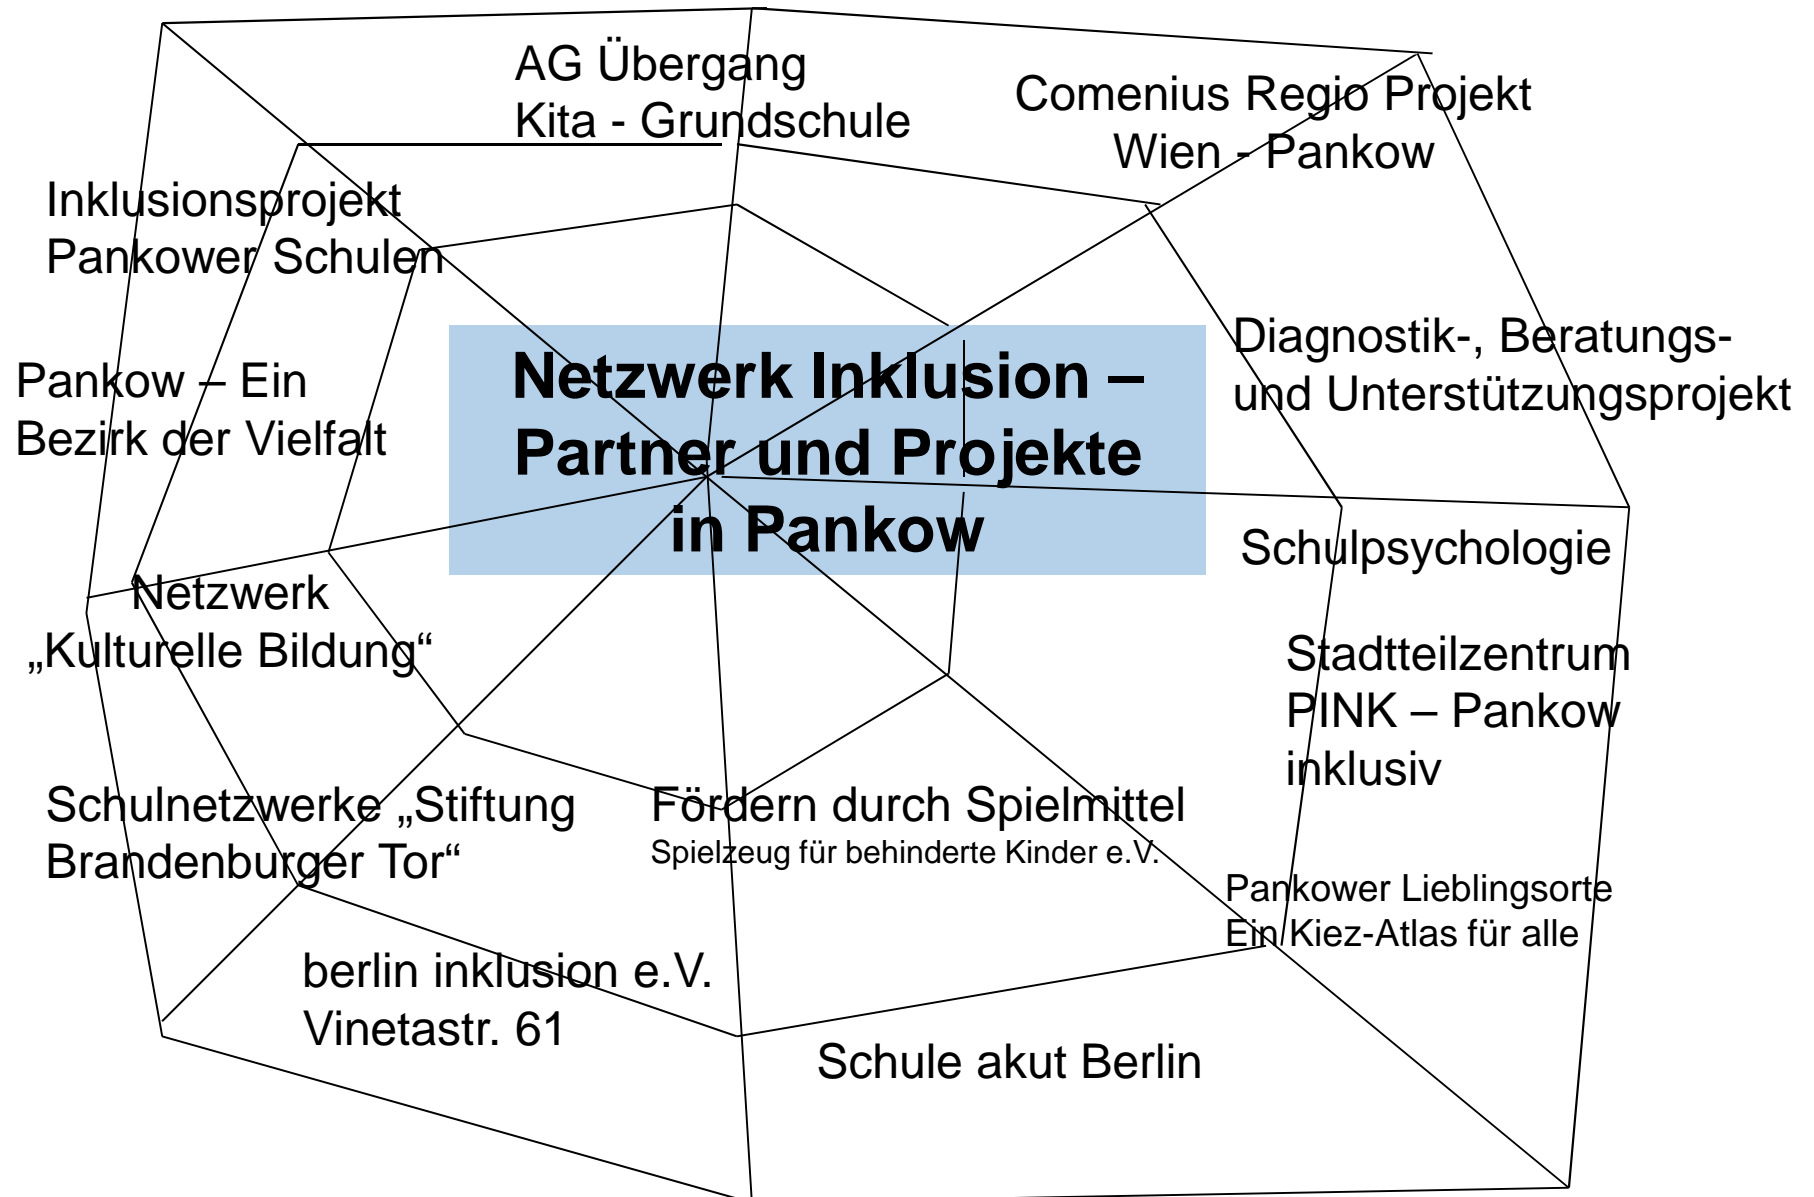 AG Übergang
Kita - Grundschule
Comenius Regio Projekt
Wien - Pankow
Inklusionsprojekt
Pankower Schulen
Netzwerk Inklusion –
Partner und Projekte
in Pankow
Diagnostik-, Beratungs-
und Unterstützungsprojekt
Pankow – Ein
Bezirk der Vielfalt
Schulpsychologie
Netzwerk
„Kulturelle Bildung“
Stadtteilzentrum
PINK – Pankow
inklusiv
Schulnetzwerke „Stiftung
Brandenburger Tor“
Fördern durch Spielmittel
Spielzeug für behinderte Kinder e.V.
Pankower Lieblingsorte
Ein Kiez-Atlas für alle
berlin inklusion e.V.
Vinetastr. 61
Schule akut Berlin